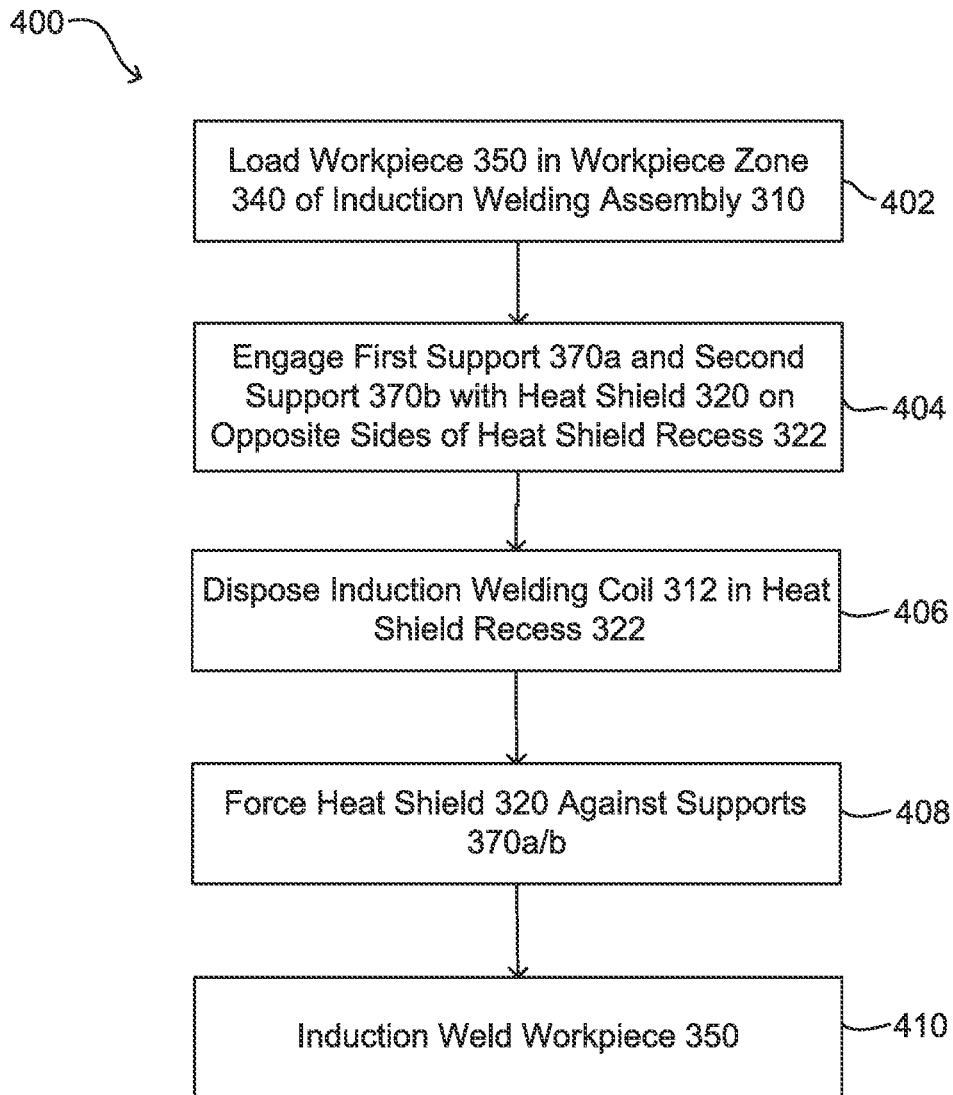 400
Load Workpiece 350 in Workpiece Zone
340 of Induction Welding Assembly 310
402
Engage First Support 370a and Second
Support 370b with Heat Shield 320 on
Opposite Sides of Heat Shield Recess 322
404
Dispose Induction Welding Coil 312 in Heat
Shield Recess 322
406
Force Heat Shield 320 Against Supports
370a/b
408
Induction Weld Workpiece 350
410